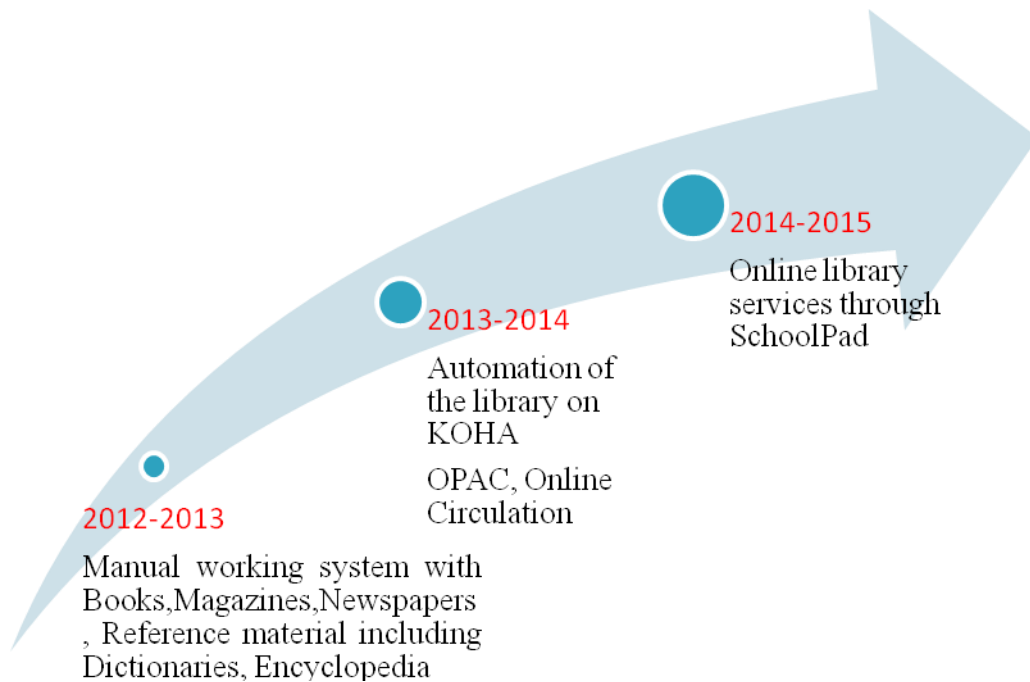 2012-2013
Manual working system with
Books,Magazines,Newspapers
, Reference material including
Dictionaries, Encyclopedia
2013-2014
Automation of
the library on
KOHA
OPAC, Online
Circulation
2014-2015
Online library
services through
SchoolPad